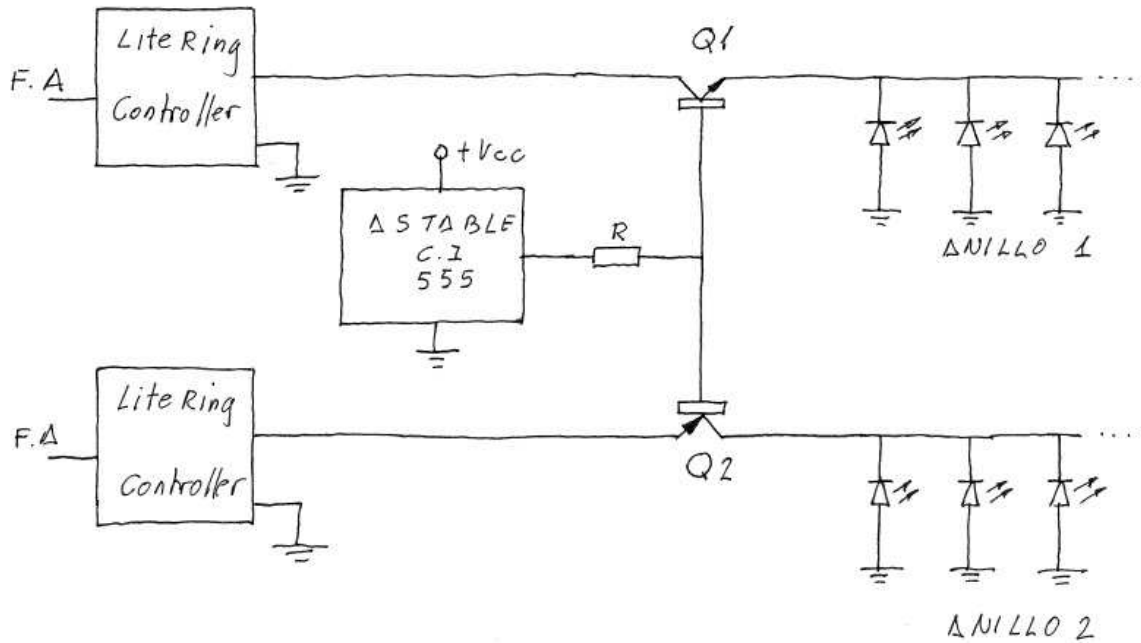 Lite Ring
Controller
F.A
Q1
+Vcc
ASTABLE
C.I
555
R
ANILLO 1
Lite Ring
Controller
F.A
Q2
ANILLO 2